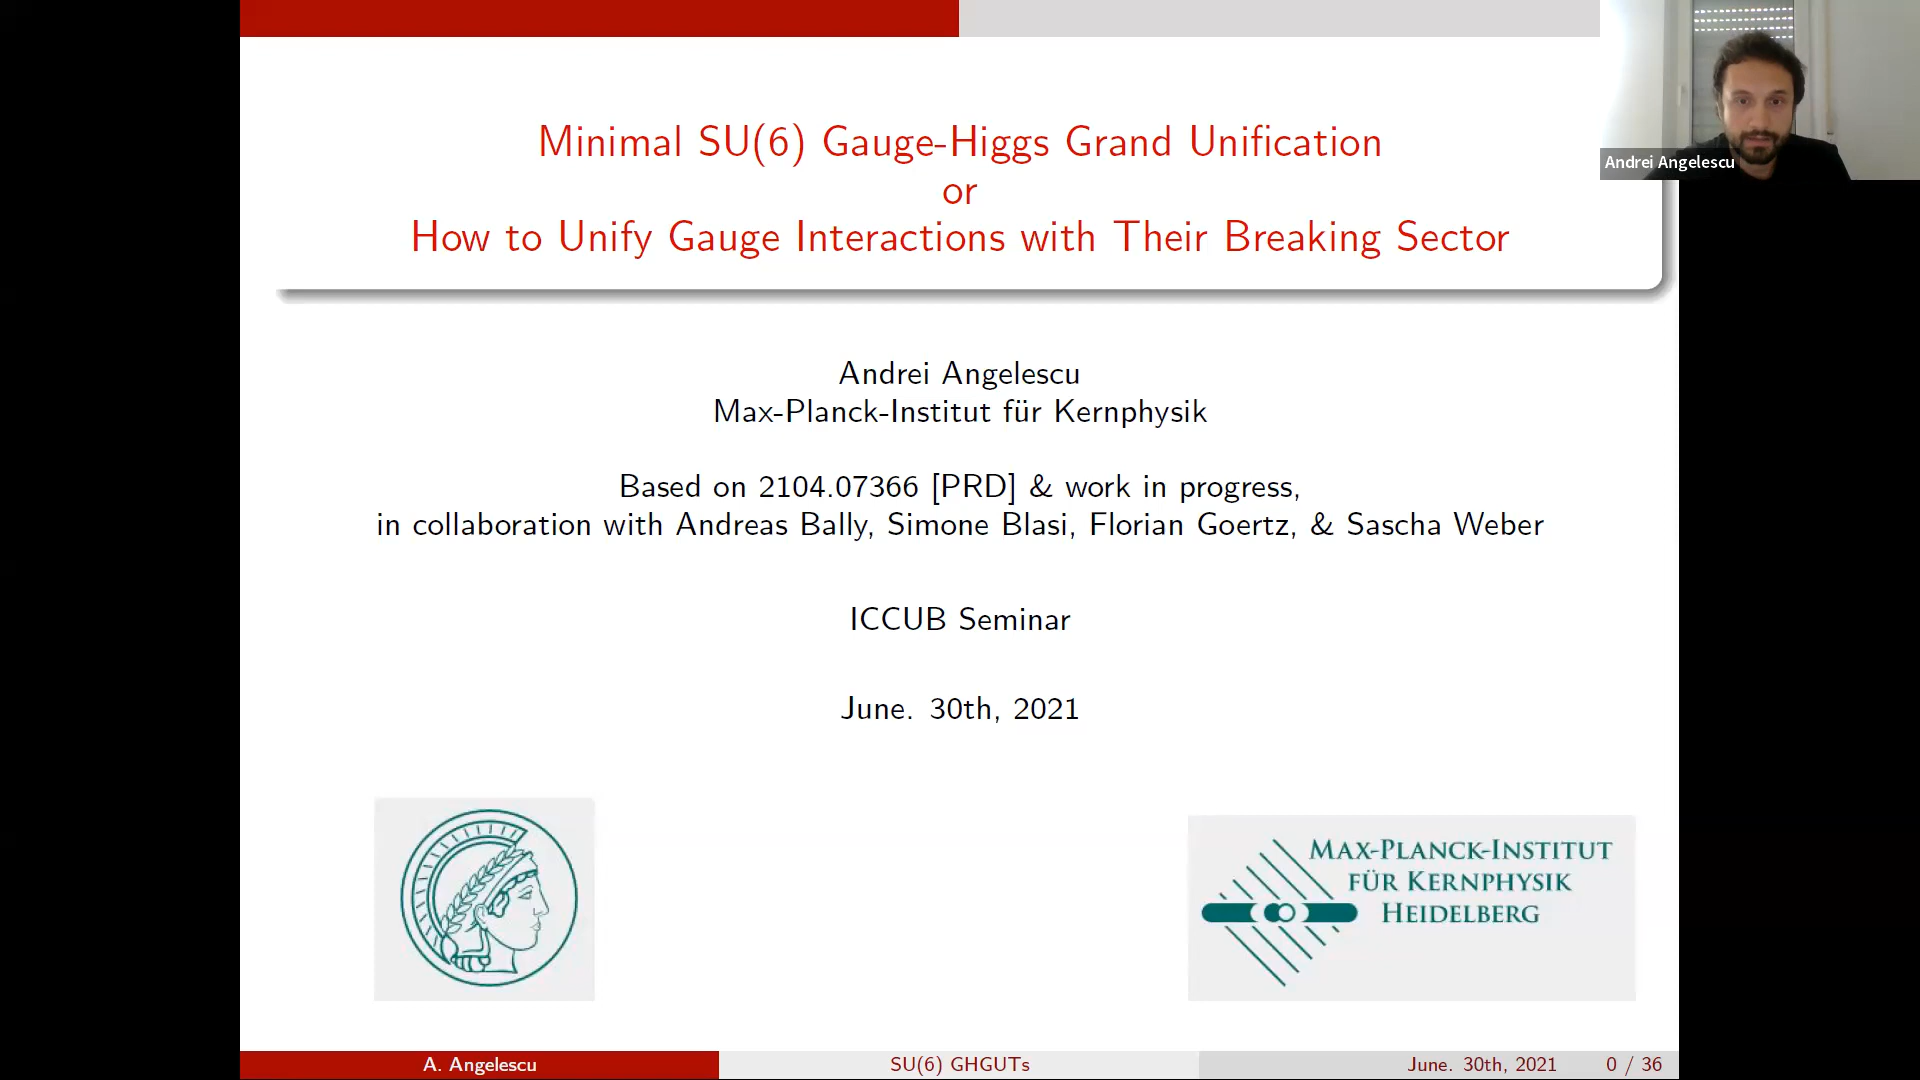 Minimal SU(6) Gauge-Higgs Grand Unification
or
How to Unify Gauge Interactions with Their Breaking Sector
Andrei Angelescu
Andrei Angelescu
Max-Planck-Institut für Kernphysik
Based on 2104.07366 [PRD] & work in progress,
in collaboration with Andreas Bally, Simone Blasi, Florian Goertz, & Sascha Weber
ICCUB Seminar
June. 30th, 2021
MAX-PLANCK-INSTITUT
FÜR KERNPHYSIK
HEIDELBERG
A. Angelescu
SU(6) GHGUTs
June. 30th, 2021 0 / 36